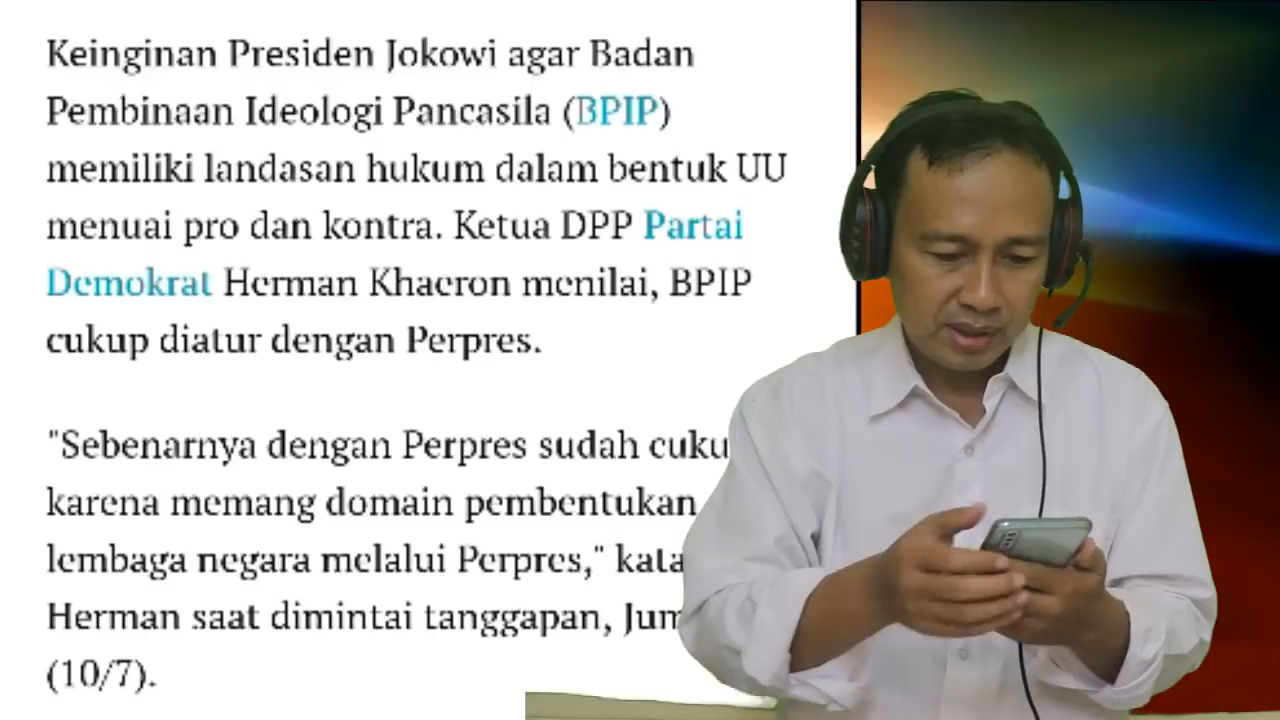 Keinginan Presiden Jokowi agar Badan
Pembinaan Ideologi Pancasila (BPIP)
memiliki landasan hukum dalam bentuk UU
menuai pro dan kontra. Ketua DPP Partai
Demokrat Herman Khaeron menilai, BPIP
cukup diatur dengan Perpres.
"Sebenarnya dengan Perpres sudah cuku
karena memang domain pembentukan
lembaga negara melalui Perpres," kata
Herman saat dimintai tanggapan, Jum
(10/7).